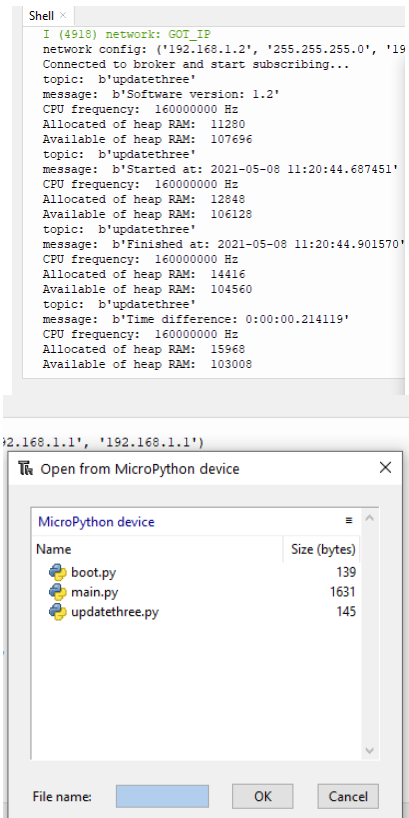 Shell ×
I (4918) network: GOT_IP
network config: ('192.168.1.2', '255.255.255.0', '19
Connected to broker and start subscribing...
topic:  b'updatethree'
message:  b'Software version: 1.2'
CPU frequency:  160000000 Hz
Allocated of heap RAM:  11280
Available of heap RAM:  107696
topic:  b'updatethree'
message:  b'Started at: 2021-05-08 11:20:44.687451'
CPU frequency:  160000000 Hz
Allocated of heap RAM:  12848
Available of heap RAM:  106128
topic:  b'updatethree'
message:  b'Finished at: 2021-05-08 11:20:44.901570'
CPU frequency:  160000000 Hz
Allocated of heap RAM:  14416
Available of heap RAM:  104560
topic:  b'updatethree'
message:  b'Time difference: 0:00:00.214119'
CPU frequency:  160000000 Hz
Allocated of heap RAM:  15968
Available of heap RAM:  103008
92.168.1.1', '192.168.1.1')
Open from MicroPython device
MicroPython device
Name Size (bytes)
boot.py 139
main.py 1631
updatethree.py 145
File name: OK Cancel